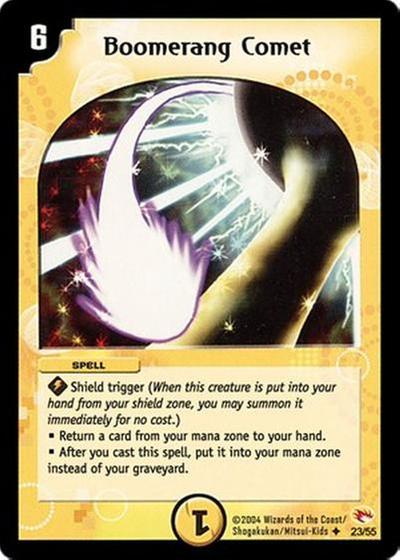 6
Boomerang Comet
SPELL
Shield trigger (When this creature is put into your
hand from your shield zone, you may summon it
immediately for no cost.)
▪ Return a card from your mana zone to your hand.
▪ After you cast this spell, put it into your mana zone
instead of your graveyard.
1
©2004 Wizards of the Coast/
Shogakukan/Mitsui-Kids ♦ 23/55